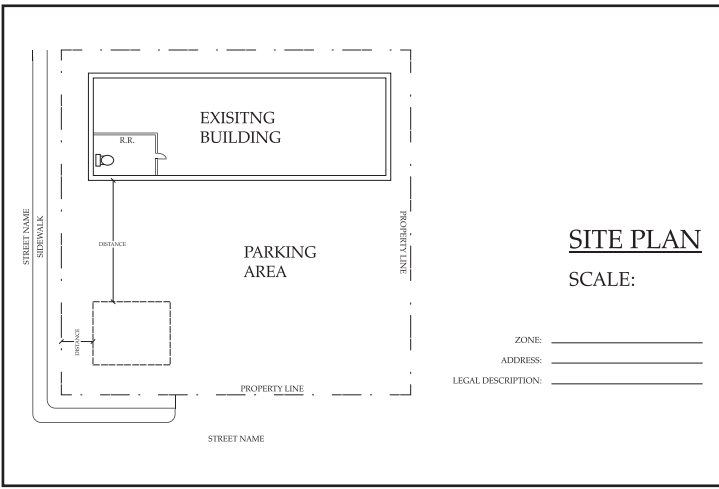 EXISITNG
BUILDING
R.R.
STREET NAME
SIDEWALK
DISTANCE
PARKING
AREA
PROPERTY LINE
DISTANCE
PROPERTY LINE
STREET NAME
SITE PLAN
SCALE:
ZONE:
ADDRESS:
LEGAL DESCRIPTION: